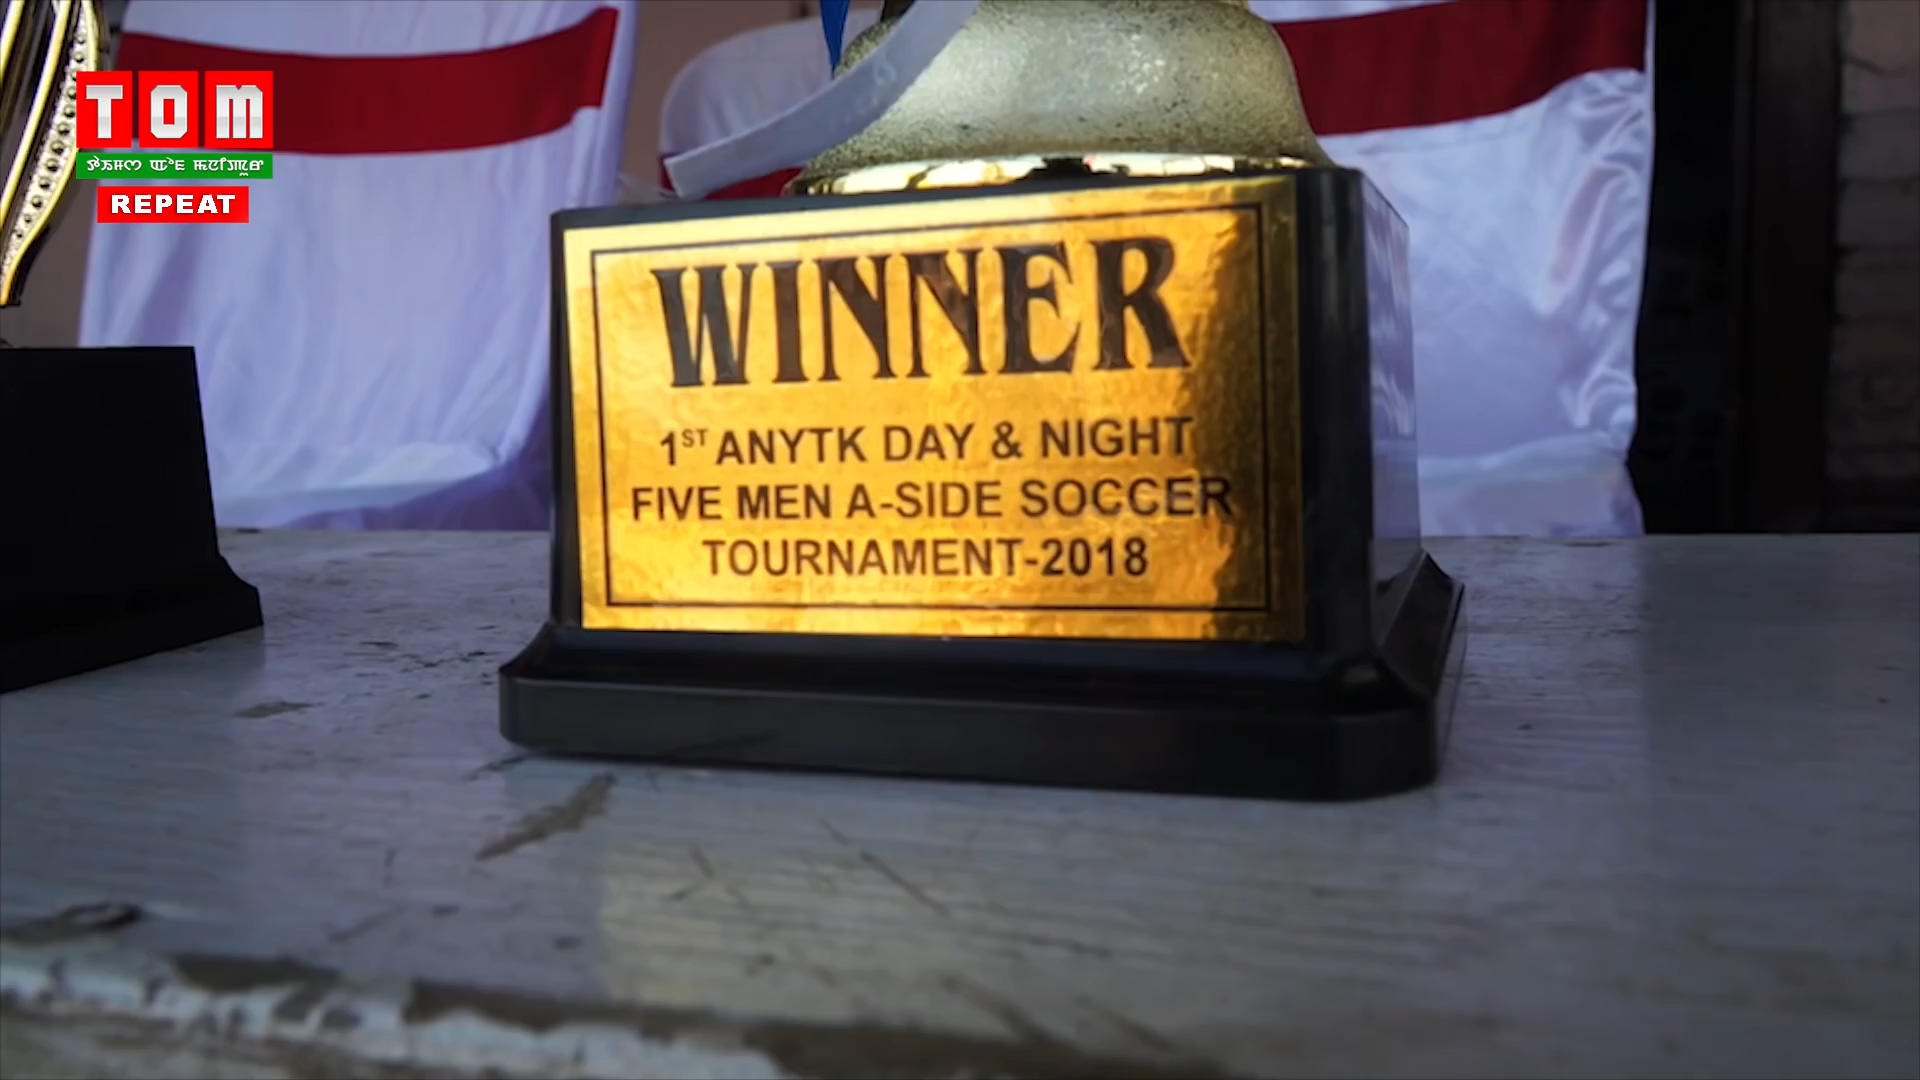 TOM
REPEAT
WINNER
1ST ANYTK DAY & NIGHT
FIVE MEN A-SIDE SOCCER
TOURNAMENT-2018